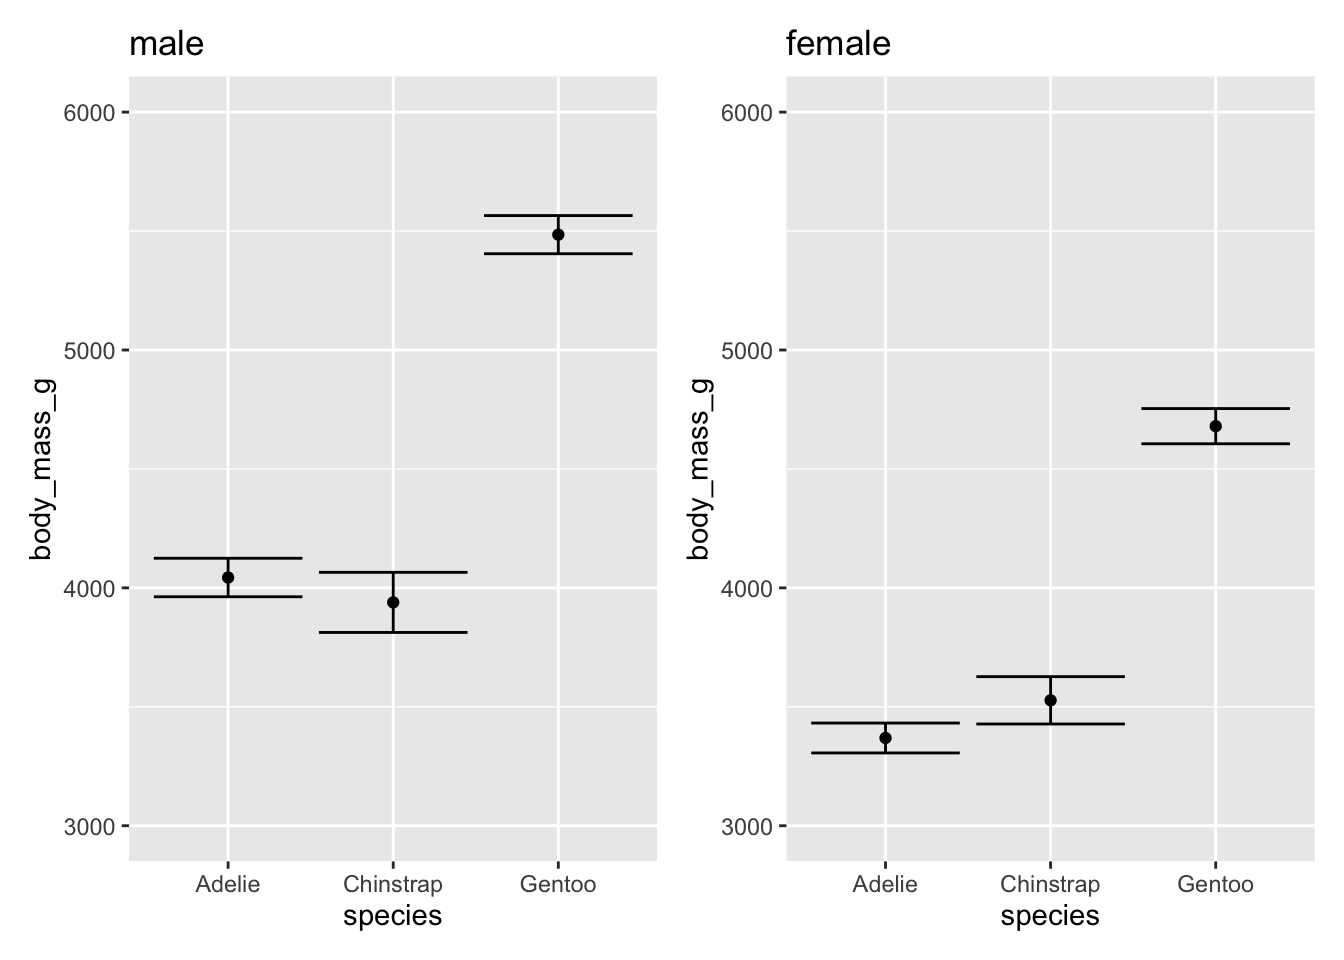 male
body_mass_g
6000
5000
4000
3000
Adelie Chinstrap Gentoo
species
female
body_mass_g
6000
5000
4000
3000
Adelie Chinstrap Gentoo
species